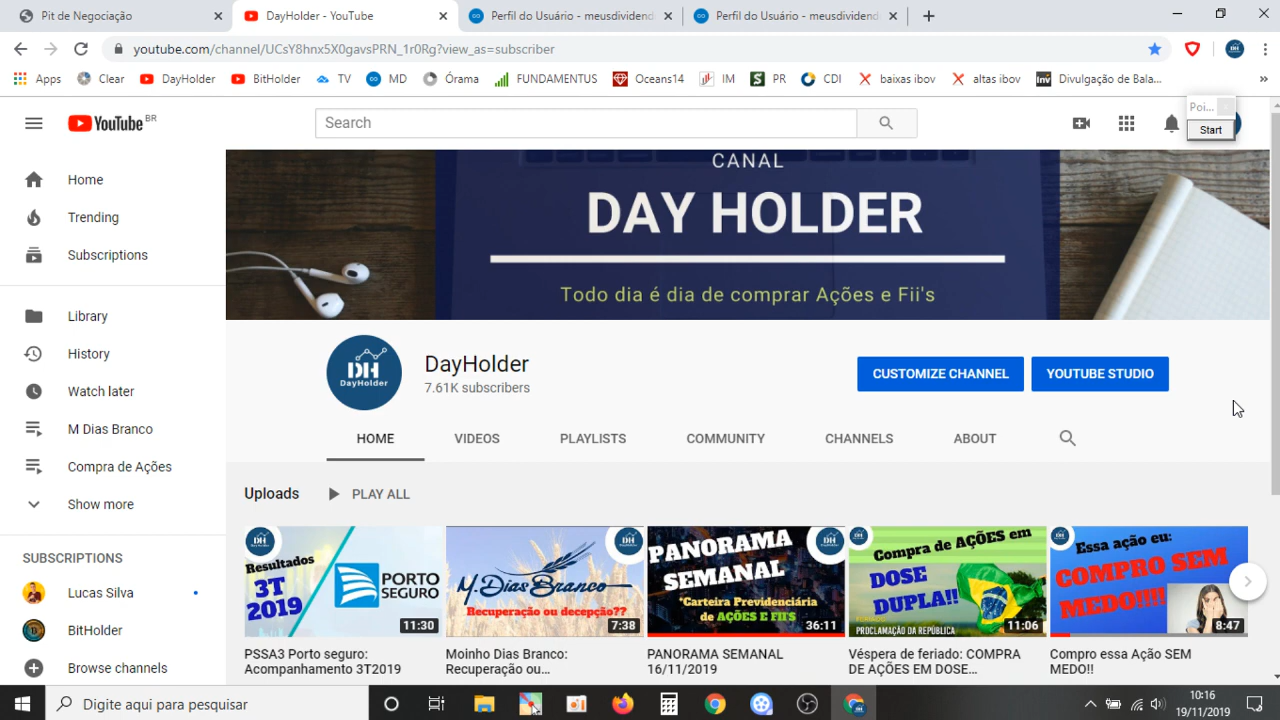 Pit de Negociação
DayHolder - YouTube
Perfil do Usuário - meusdividend
Perfil do Usuário - meusdividend
youtube.com/channel/UCsY8hnx5X0gavsPRN_1r0Rg?view_as=subscriber
Apps
Clear
DayHolder
BitHolder
TV
MD
Órama
FUNDAMENTUS
Oceans14
IM
PR
CDI
baixas ibov
altas ibov
Inv
Divulgação de Bala...
»
YouTube BR
Search
Poi...
Start
Home
Trending
Subscriptions
Library
History
Watch later
M Dias Branco
Compra de Ações
Show more
SUBSCRIPTIONS
Lucas Silva
BitHolder
Browse channels
CANAL
DAY HOLDER
Todo dia é dia de comprar Ações e Fii's
DH
DayHolder
DayHolder
7.61K subscribers
CUSTOMIZE CHANNEL
YOUTUBE STUDIO
HOME
VIDEOS
PLAYLISTS
COMMUNITY
CHANNELS
ABOUT
Uploads
PLAY ALL
DH
Resultados
3T
2019
PORTO
SEGURO
11:30
PSSA3 Porto seguro:
Acompanhamento 3T2019
DH
M.Dias Branco
Recuperação ou decepção??
7:38
Moinho Dias Branco:
Recuperação ou...
DH
PANORAMA
SEMANAL
*Carteira Previdenciária
de AÇÕES E FII'S
36:11
PANORAMA SEMANAL
16/11/2019
DH
Compra de AÇÕES em
DOSE
DUPLA!!
FERIADO
PROCLAMAÇÃO DA REPÚBLICA
11:06
Véspera de feriado: COMPRA
DE AÇÕES EM DOSE...
DH
Essa ação eu:
COMPRO SEM
MEDO!!!!
8:47
Compro essa Ação SEM
MEDO!!
Digite aqui para pesquisar
10:16
19/11/2019